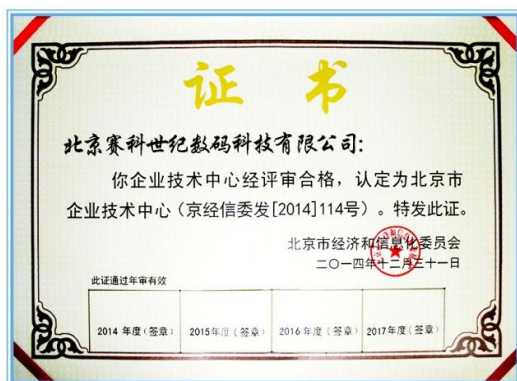 证 书
北京赛科世纪数码科技有限公司:
你企业技术中心经评审合格，认定为北京市
企业技术中心（京经信委发[2014]114号）。特发此证。
北京市经济和信息化委员会
二〇一四年十二月三十一日
此证通过年审有效
2014 年度（签章）
2015年度（签章）
2016 年度（签章）
2017年度（签章）